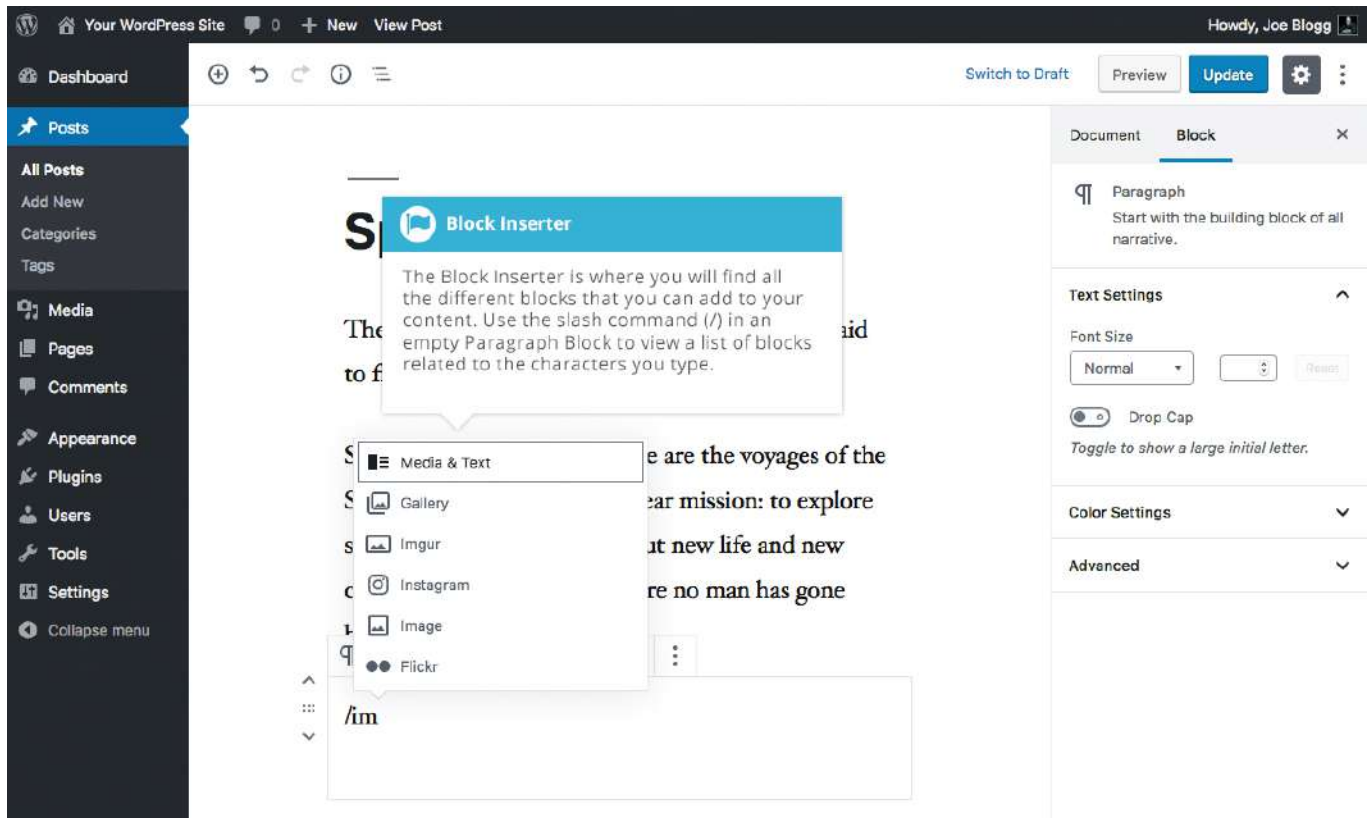 Your WordPress Site 0 New View Post Howdy, Joe Blogg
Switch to Draft Preview Update
Dashboard
Posts
All Posts
Add New
Categories
Tags
Media
Pages
Comments
Appearance
Plugins
Users
Tools
Settings
Collapse menu
Block Inserter
The Block Inserter is where you will find all
the different blocks that you can add to your
content. Use the slash command (/) in an
empty Paragraph Block to view a list of blocks
related to the characters you type.
e are the voyages of the
ear mission: to explore
ut new life and new
re no man has gone
Media & Text
Gallery
Imgur
Instagram
Image
Flickr
/im
Document Block
Paragraph
Start with the building block of all
narrative.
Text Settings
Font Size
Normal Reset
Drop Cap
Toggle to show a large initial letter.
Color Settings
Advanced